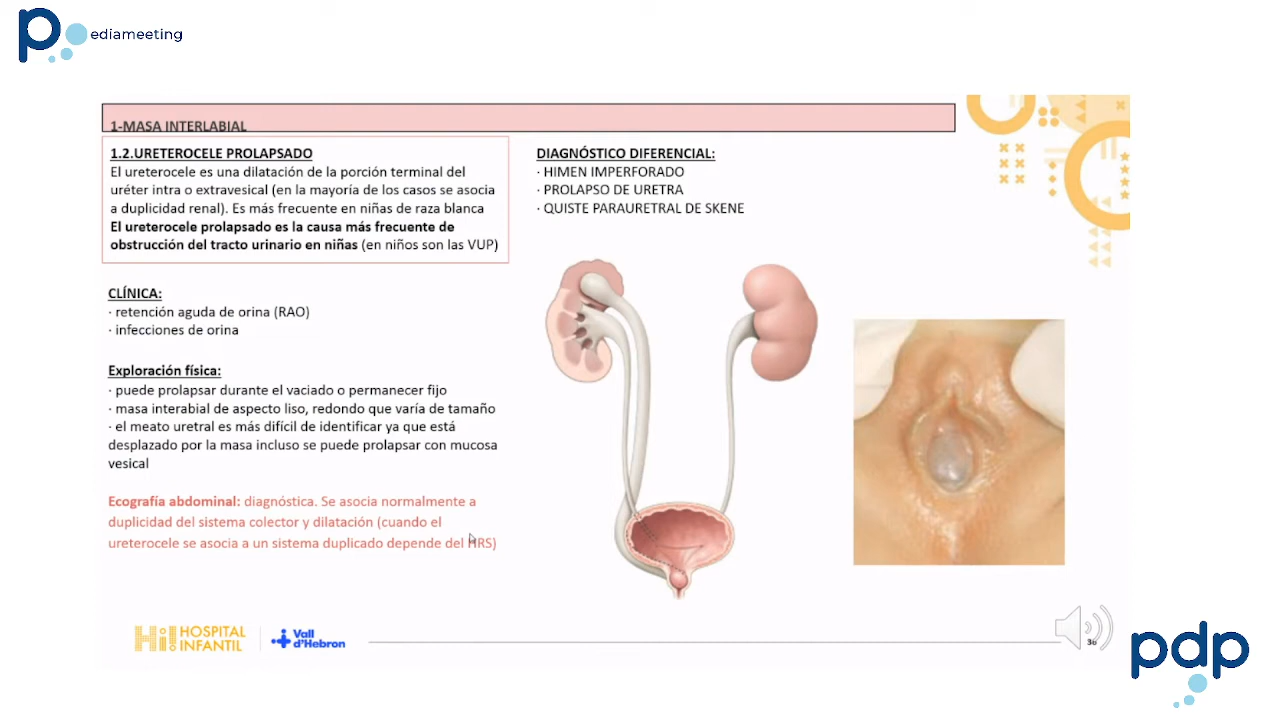 pediameeting
1-MASA INTERLABIAL
1.2.URETEROCELE PROLAPSADO
El ureterocele es una dilatación de la porción terminal del
uréter intra o extravesical (en la mayoría de los casos se asocia
a duplicidad renal). Es más frecuente en niñas de raza blanca
El ureterocele prolapsado es la causa más frecuente de
obstrucción del tracto urinario en niñas (en niños son las VUP)
CLÍNICA:
· retención aguda de orina (RAO)
· infecciones de orina
Exploración física:
· puede prolapsar durante el vaciado o permanecer fijo
· masa interabial de aspecto liso, redondo que varía de tamaño
· el meato uretral es más difícil de identificar ya que está
desplazado por la masa incluso se puede prolapsar con mucosa
vesical
Ecografía abdominal: diagnóstica. Se asocia normalmente a
duplicidad del sistema colector y dilatación (cuando el
ureterocele se asocia a un sistema duplicado depende del HRS)
DIAGNÓSTICO DIFERENCIAL:
· HIMEN IMPERFORADO
· PROLAPSO DE URETRA
· QUISTE PARAURETRAL DE SKENE
Hi! HOSPITAL
INFANTIL
Vall
d'Hebron
36
pdp